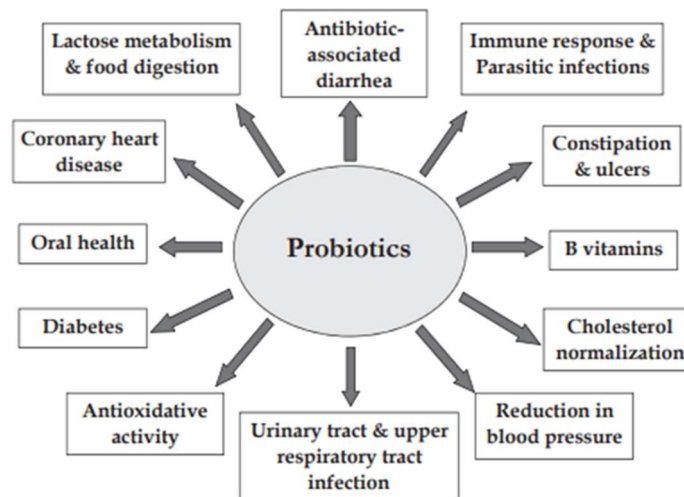 Lactose metabolism
& food digestion
Antibiotic-
associated
diarrhea
Immune response &
Parasitic infections
Coronary heart
disease
Constipation
& ulcers
Oral health
Probiotics
B vitamins
Diabetes
Cholesterol
normalization
Antioxidative
activity
Urinary tract & upper
respiratory tract
infection
Reduction in
blood pressure